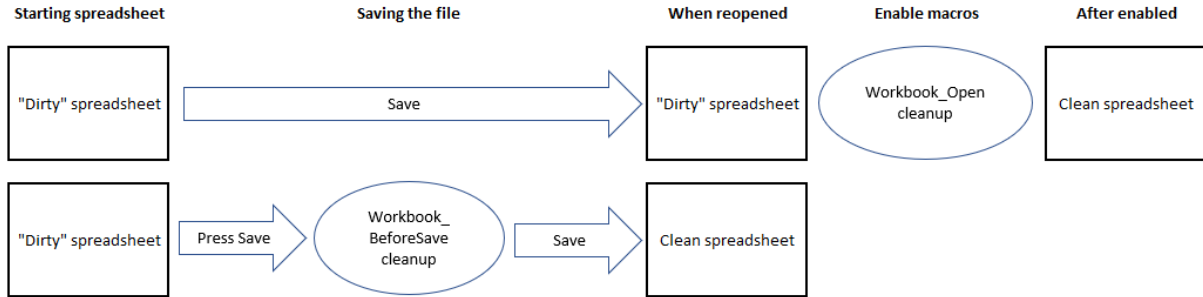 Starting spreadsheet
Saving the file
When reopened
Enable macros
After enabled
"Dirty" spreadsheet
Save
"Dirty" spreadsheet
Workbook_Open
cleanup
Clean spreadsheet
"Dirty" spreadsheet
Press Save
Workbook_
BeforeSave
cleanup
Save
Clean spreadsheet